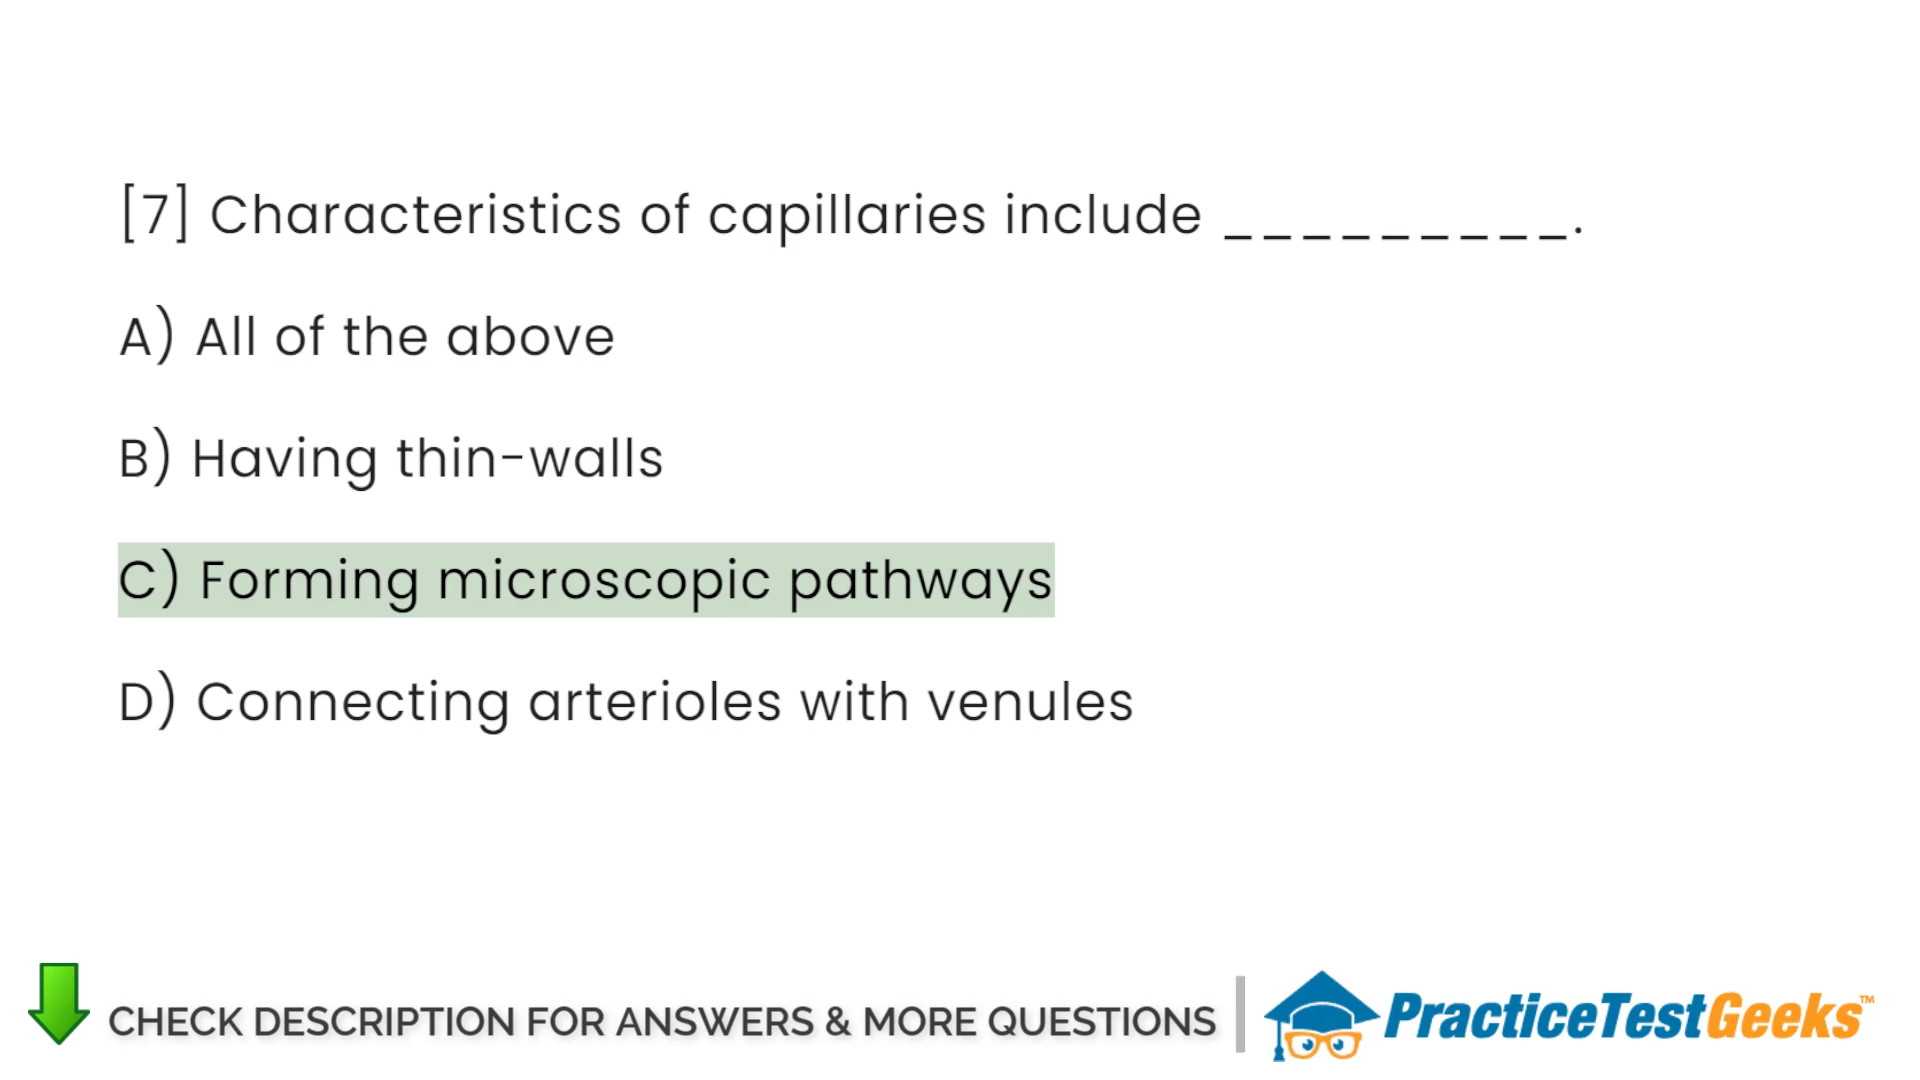 [7] Characteristics of capillaries include _________.
A) All of the above
B) Having thin-walls
C) Forming microscopic pathways
D) Connecting arterioles with venules
CHECK DESCRIPTION FOR ANSWERS & MORE QUESTIONS
PracticeTestGeeks™